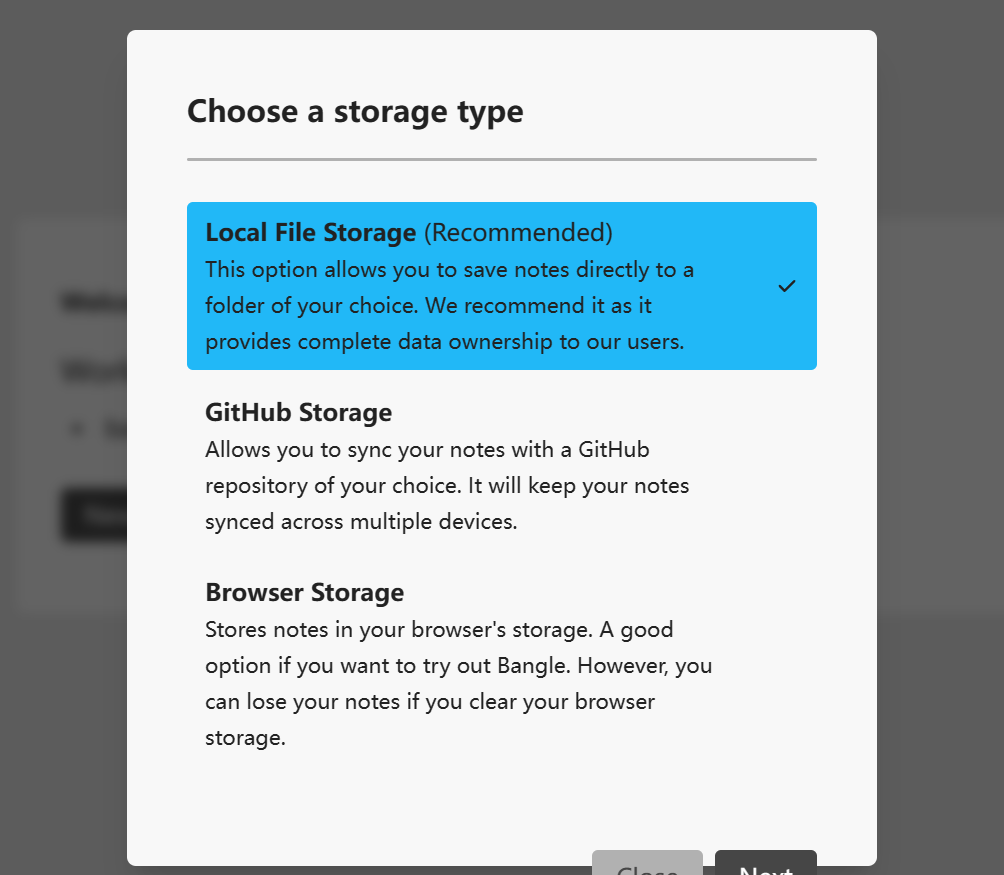 Choose a storage type
Local File Storage (Recommended)
This option allows you to save notes directly to a
folder of your choice. We recommend it as it
provides complete data ownership to our users.
GitHub Storage
Allows you to sync your notes with a GitHub
repository of your choice. It will keep your notes
synced across multiple devices.
Browser Storage
Stores notes in your browser's storage. A good
option if you want to try out Bangle. However, you
can lose your notes if you clear your browser
storage.
Close
Next